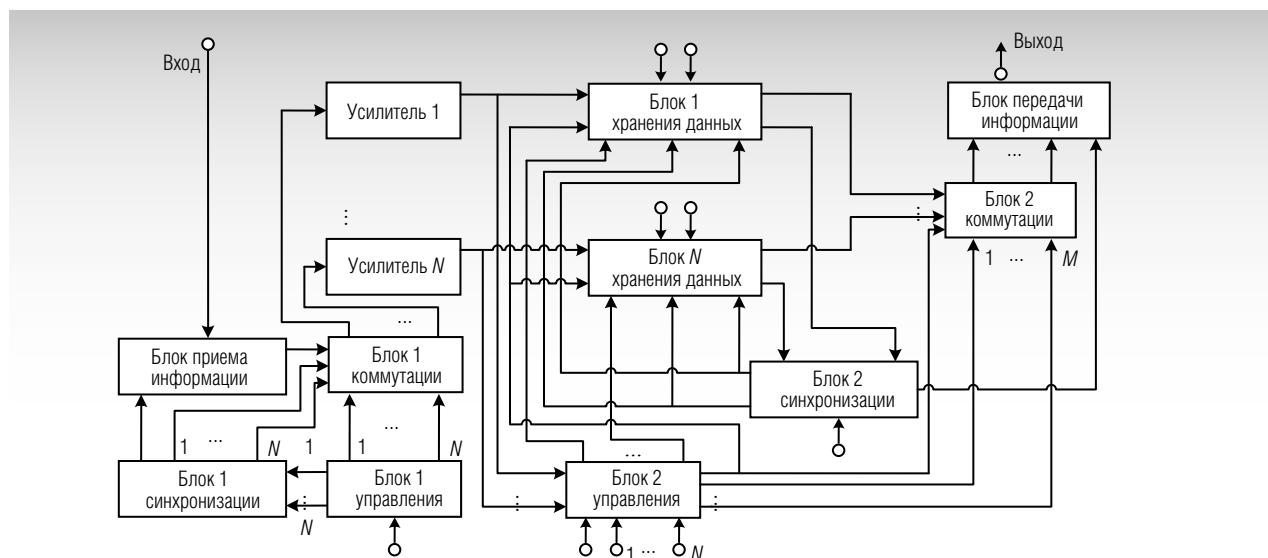 Вход
Выход
Усилитель 1
Блок 1
хранения данных
Блок передачи
информации
...
...
Блок 2
коммутации
...
Усилитель N
Блок N
хранения данных
1 ... M
...
Блок приема
информации
Блок 1
коммутации
Блок 2
синхронизации
1 ... N
1 ... N
...
Блок 1
синхронизации
...
N
Блок 1
управления
...
Блок 2
управления
...
1 ... N